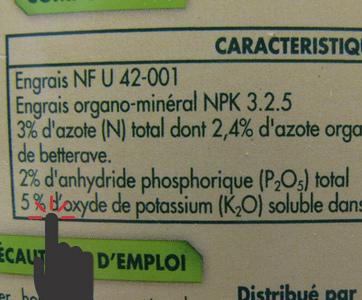 CARACTERISTIQ
Engrais NF U 42-001
Engrais organo-minéral NPK 3.2.5
3% d'azote (N) total dont 2,4% d'azote orga
de betterave.
2% d'anhydride phosphorique (P₂O₅) total
5% d'oxyde de potassium (K₂O) soluble dans
D'EMPLOI
Distribué par